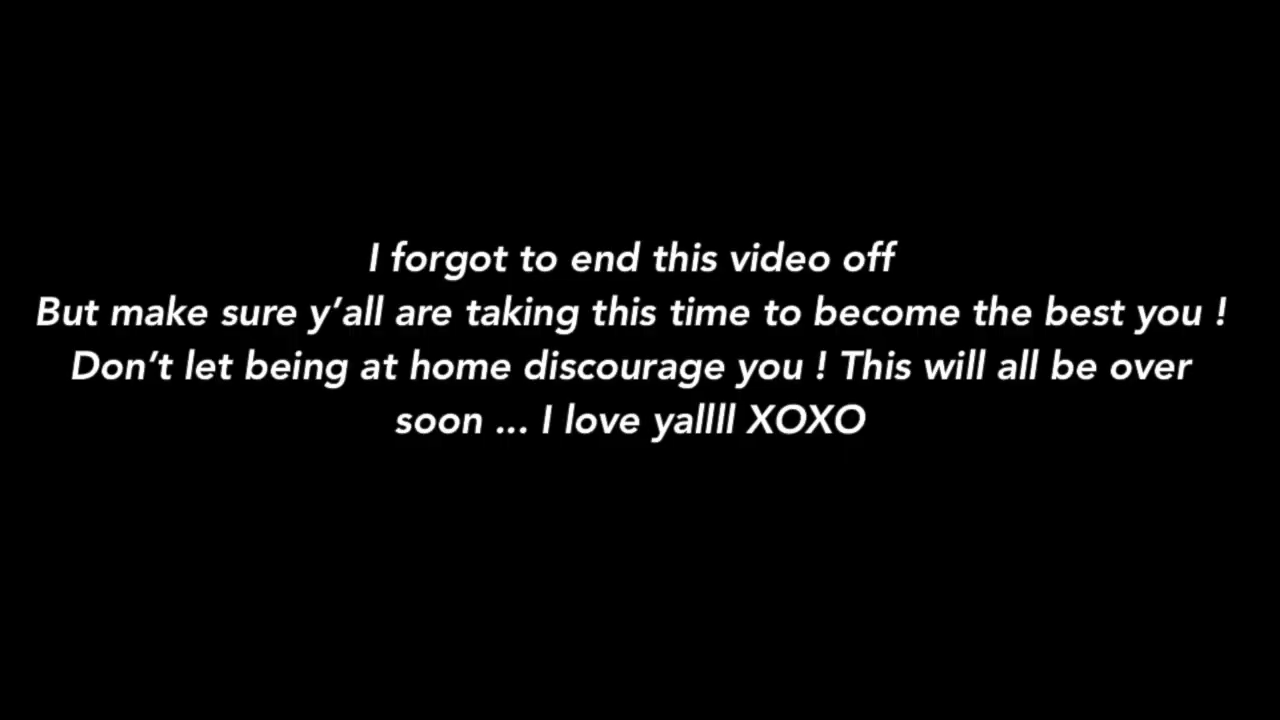 I forgot to end this video off
But make sure y’all are taking this time to become the best you !
Don’t let being at home discourage you ! This will all be over
soon ... I love yallll XOXO